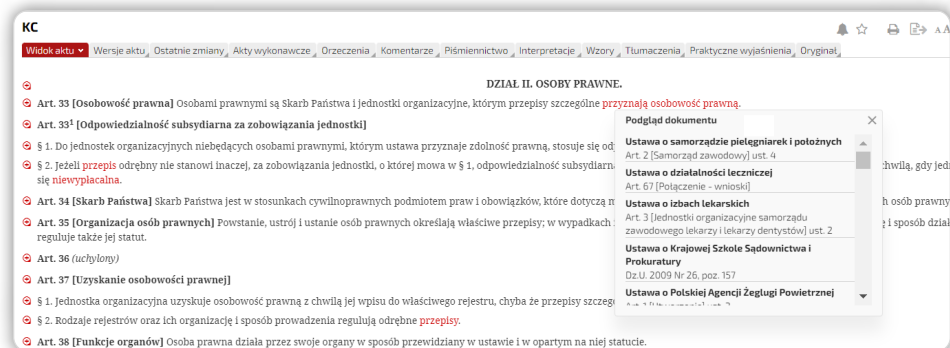 KC
Widok aktu Wersje aktu Ostatnie zmiany Akty wykonawcze Orzeczenia Komentarze Piśmiennictwo Interpretacje Wzory Tłumaczenia Praktyczne wyjaśnienia Oryginał
DZIAŁ II. OSOBY PRAWNE.
Art. 33 [Osobowość prawna] Osobami prawnymi są Skarb Państwa i jednostki organizacyjne, którym przepisy szczególne przyznają osobowość prawną.
Art. 33¹ [Odpowiedzialność subsydiarna za zobowiązania jednostki]
§ 1. Do jednostek organizacyjnych niebędących osobami prawnymi, którym ustawa przyznaje zdolność prawną, stosuje się
§ 2. Jeżeli przepis odrębny nie stanowi inaczej, za zobowiązania jednostki, o której mowa w § 1, odpowiedzialność chwilą, gdy
się niewypłacalna.
Art. 34 [Skarb Państwa] Skarb Państwa jest w stosunkach cywilnoprawnych podmiotem praw i obowiązków, które dotyczą osób
Art. 35 [Organizacja osób prawnych] Powstanie, ustrój i ustanie osób prawnych określają właściwe przepisy; w wypadkach i sposób
reguluje także jej statut.
Art. 36 (uchylony)
Art. 37 [Uzyskanie osobowości prawnej]
§ 1. Jednostka organizacyjna uzyskuje osobowość prawną z chwilą jej wpisu do właściwego rejestru, chyba że przepisy
§ 2. Rodzaje rejestrów oraz ich organizację i sposób prowadzenia regulują odrębne przepisy.
Art. 38 [Funkcje organów] Osoba prawna działa przez swoje organy w sposób przewidziany w ustawie i w opartym na niej statucie.
Podgląd dokumentu
Ustawa o samorządzie pielęgniarek i położnych
Art. 2 [Samorząd zawodowy] ust. 4
Ustawa o działalności leczniczej
Art. 67 [Połączenie - wnioski]
Ustawa o izbach lekarskich
Art. 3 [Jednostki organizacyjne samorządu
zawodowego lekarzy i lekarzy dentystów] ust. 2
Ustawa o Krajowej Szkole Sądownictwa i
Prokuratury
Dz.U. 2009 Nr 26, poz. 157
Ustawa o Polskiej Agencji Żeglugi Powietrznej